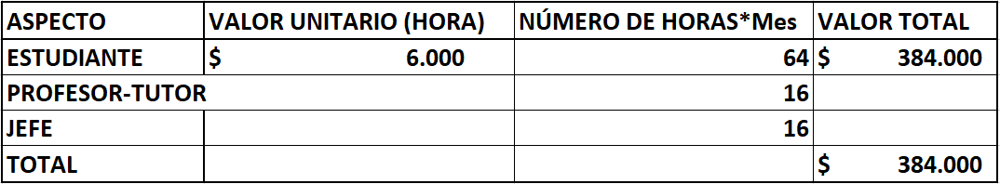 ASPECTO VALOR UNITARIO (HORA) NÚMERO DE HORAS*Mes VALOR TOTAL
ESTUDIANTE $ 6.000 64 $ 384.000
PROFESOR-TUTOR 16
JEFE 16
TOTAL $ 384.000